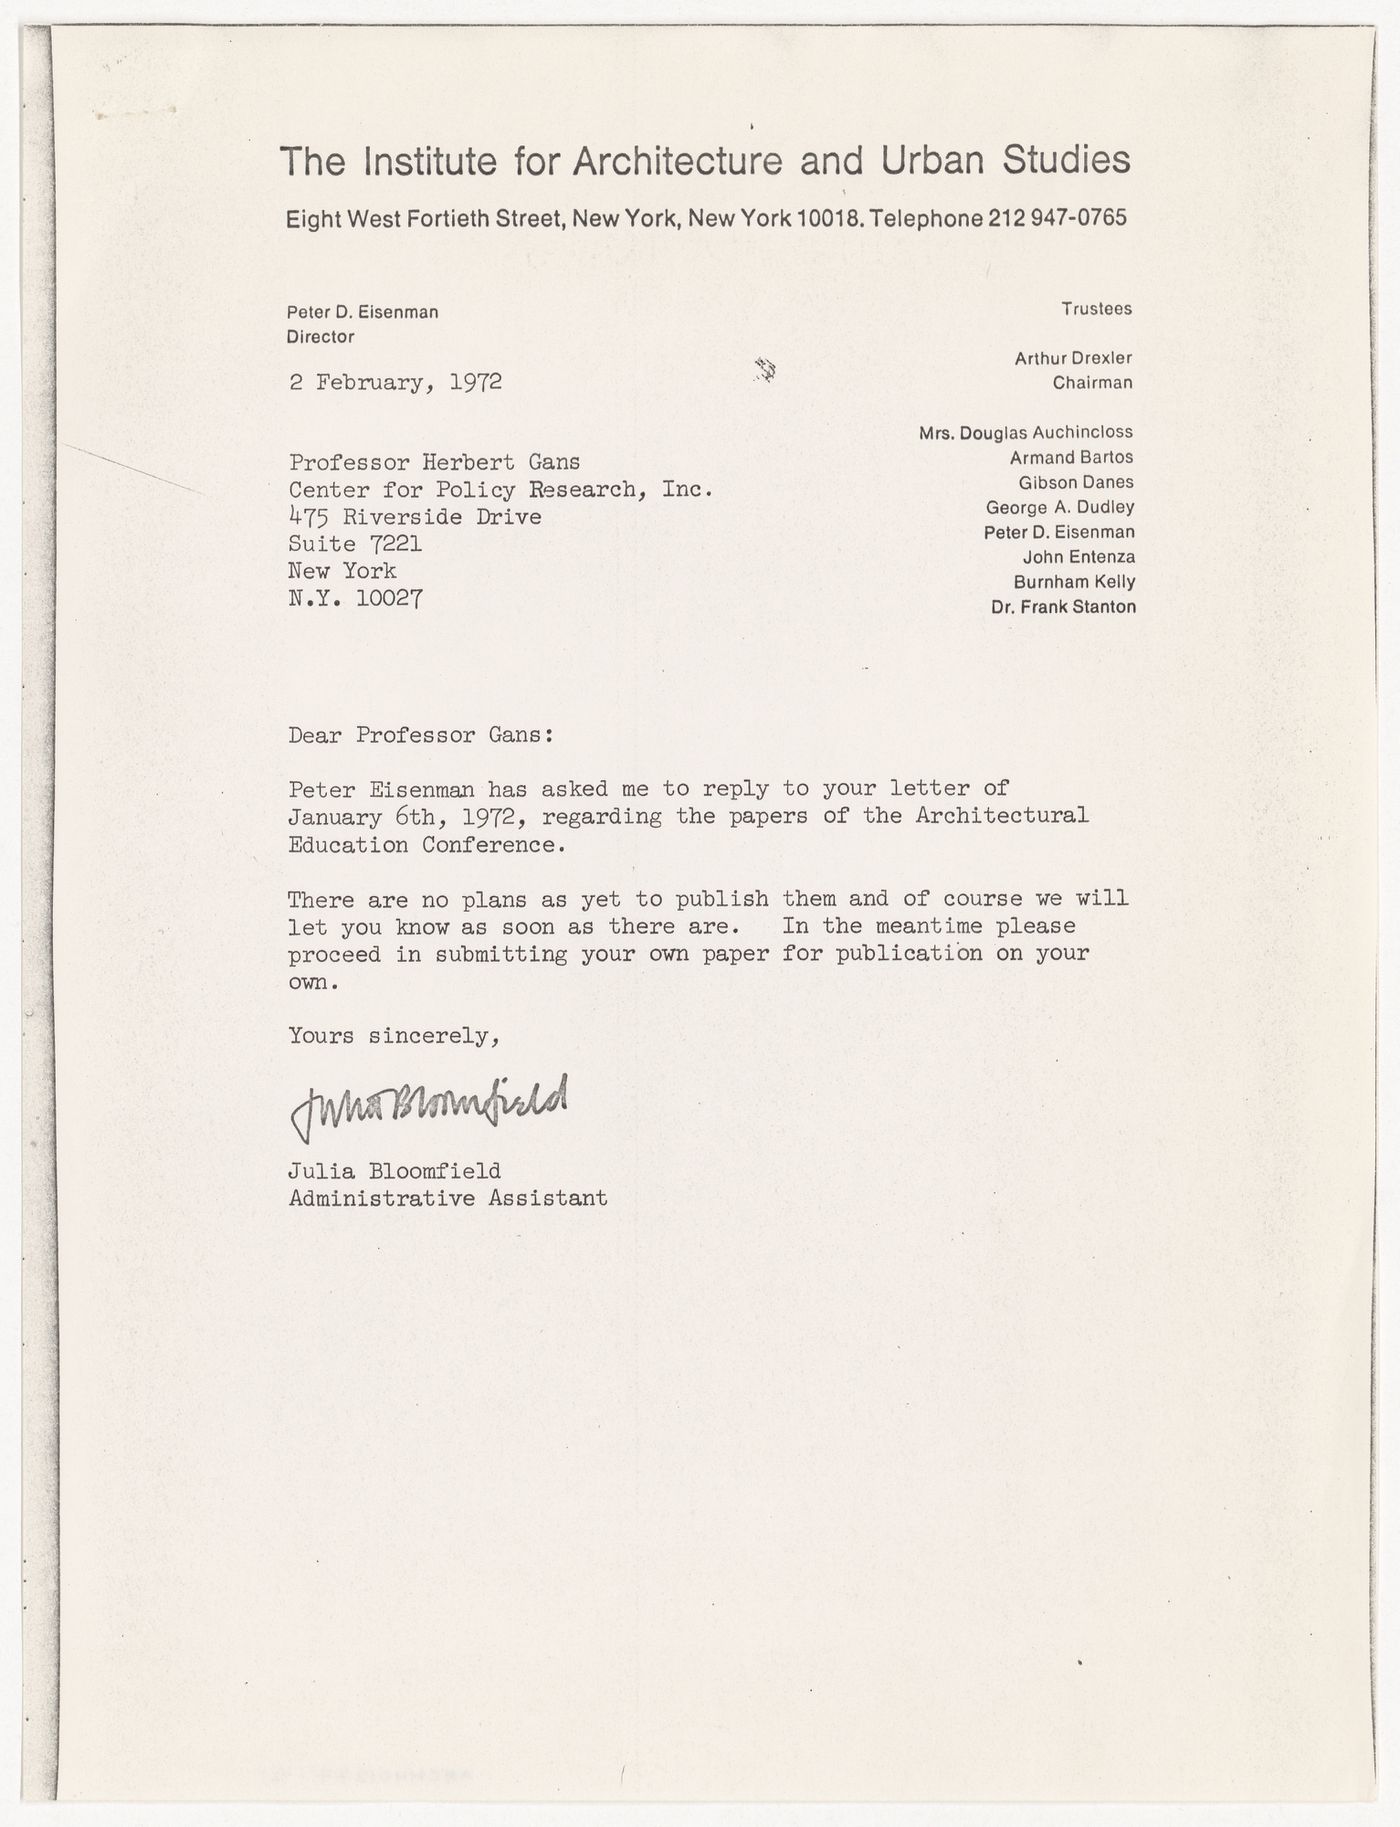 The Institute for Architecture and Urban Studies
Eight West Fortieth Street, New York, New York 10018. Telephone 212 947-0765
Peter D. Eisenman
Director
Trustees
Arthur Drexler
Chairman
Mrs. Douglas Auchincloss
Armand Bartos
Gibson Danes
George A. Dudley
Peter D. Eisenman
John Entenza
Burnham Kelly
Dr. Frank Stanton
2 February, 1972
Professor Herbert Gans
Center for Policy Research, Inc.
475 Riverside Drive
Suite 7221
New York
N.Y. 10027
Dear Professor Gans:
Peter Eisenman has asked me to reply to your letter of
January 6th, 1972, regarding the papers of the Architectural
Education Conference.
There are no plans as yet to publish them and of course we will
let you know as soon as there are. In the meantime please
proceed in submitting your own paper for publication on your
own.
Yours sincerely,
Julia Bloomfield
Julia Bloomfield
Administrative Assistant